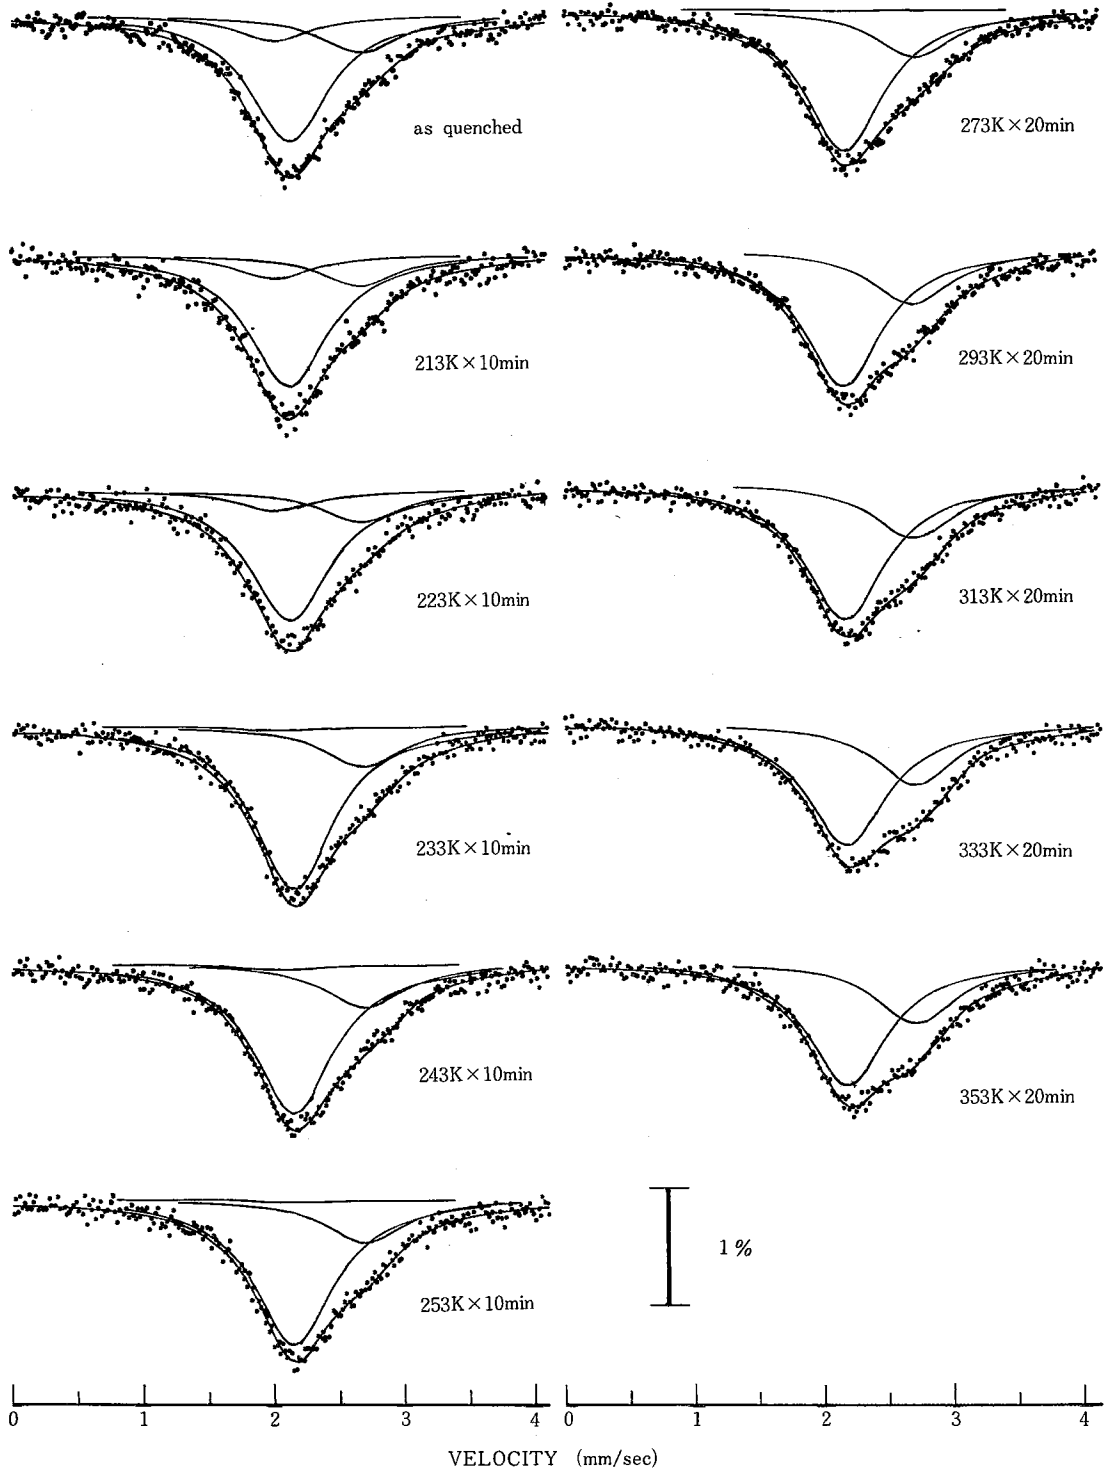 as quenched
213K×10min
223K×10min
233K×10min
243K×10min
253K×10min
273K×20min
293K×20min
313K×20min
333K×20min
353K×20min
1%
0 1 2 3 4
0 1 2 3 4
VELOCITY (mm/sec)